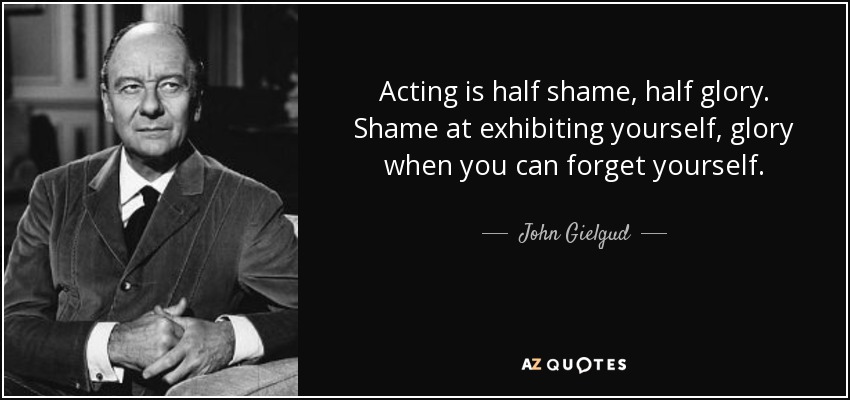 Acting is half shame, half glory.
Shame at exhibiting yourself, glory
when you can forget yourself.
John Gielgud
AZ QUOTES